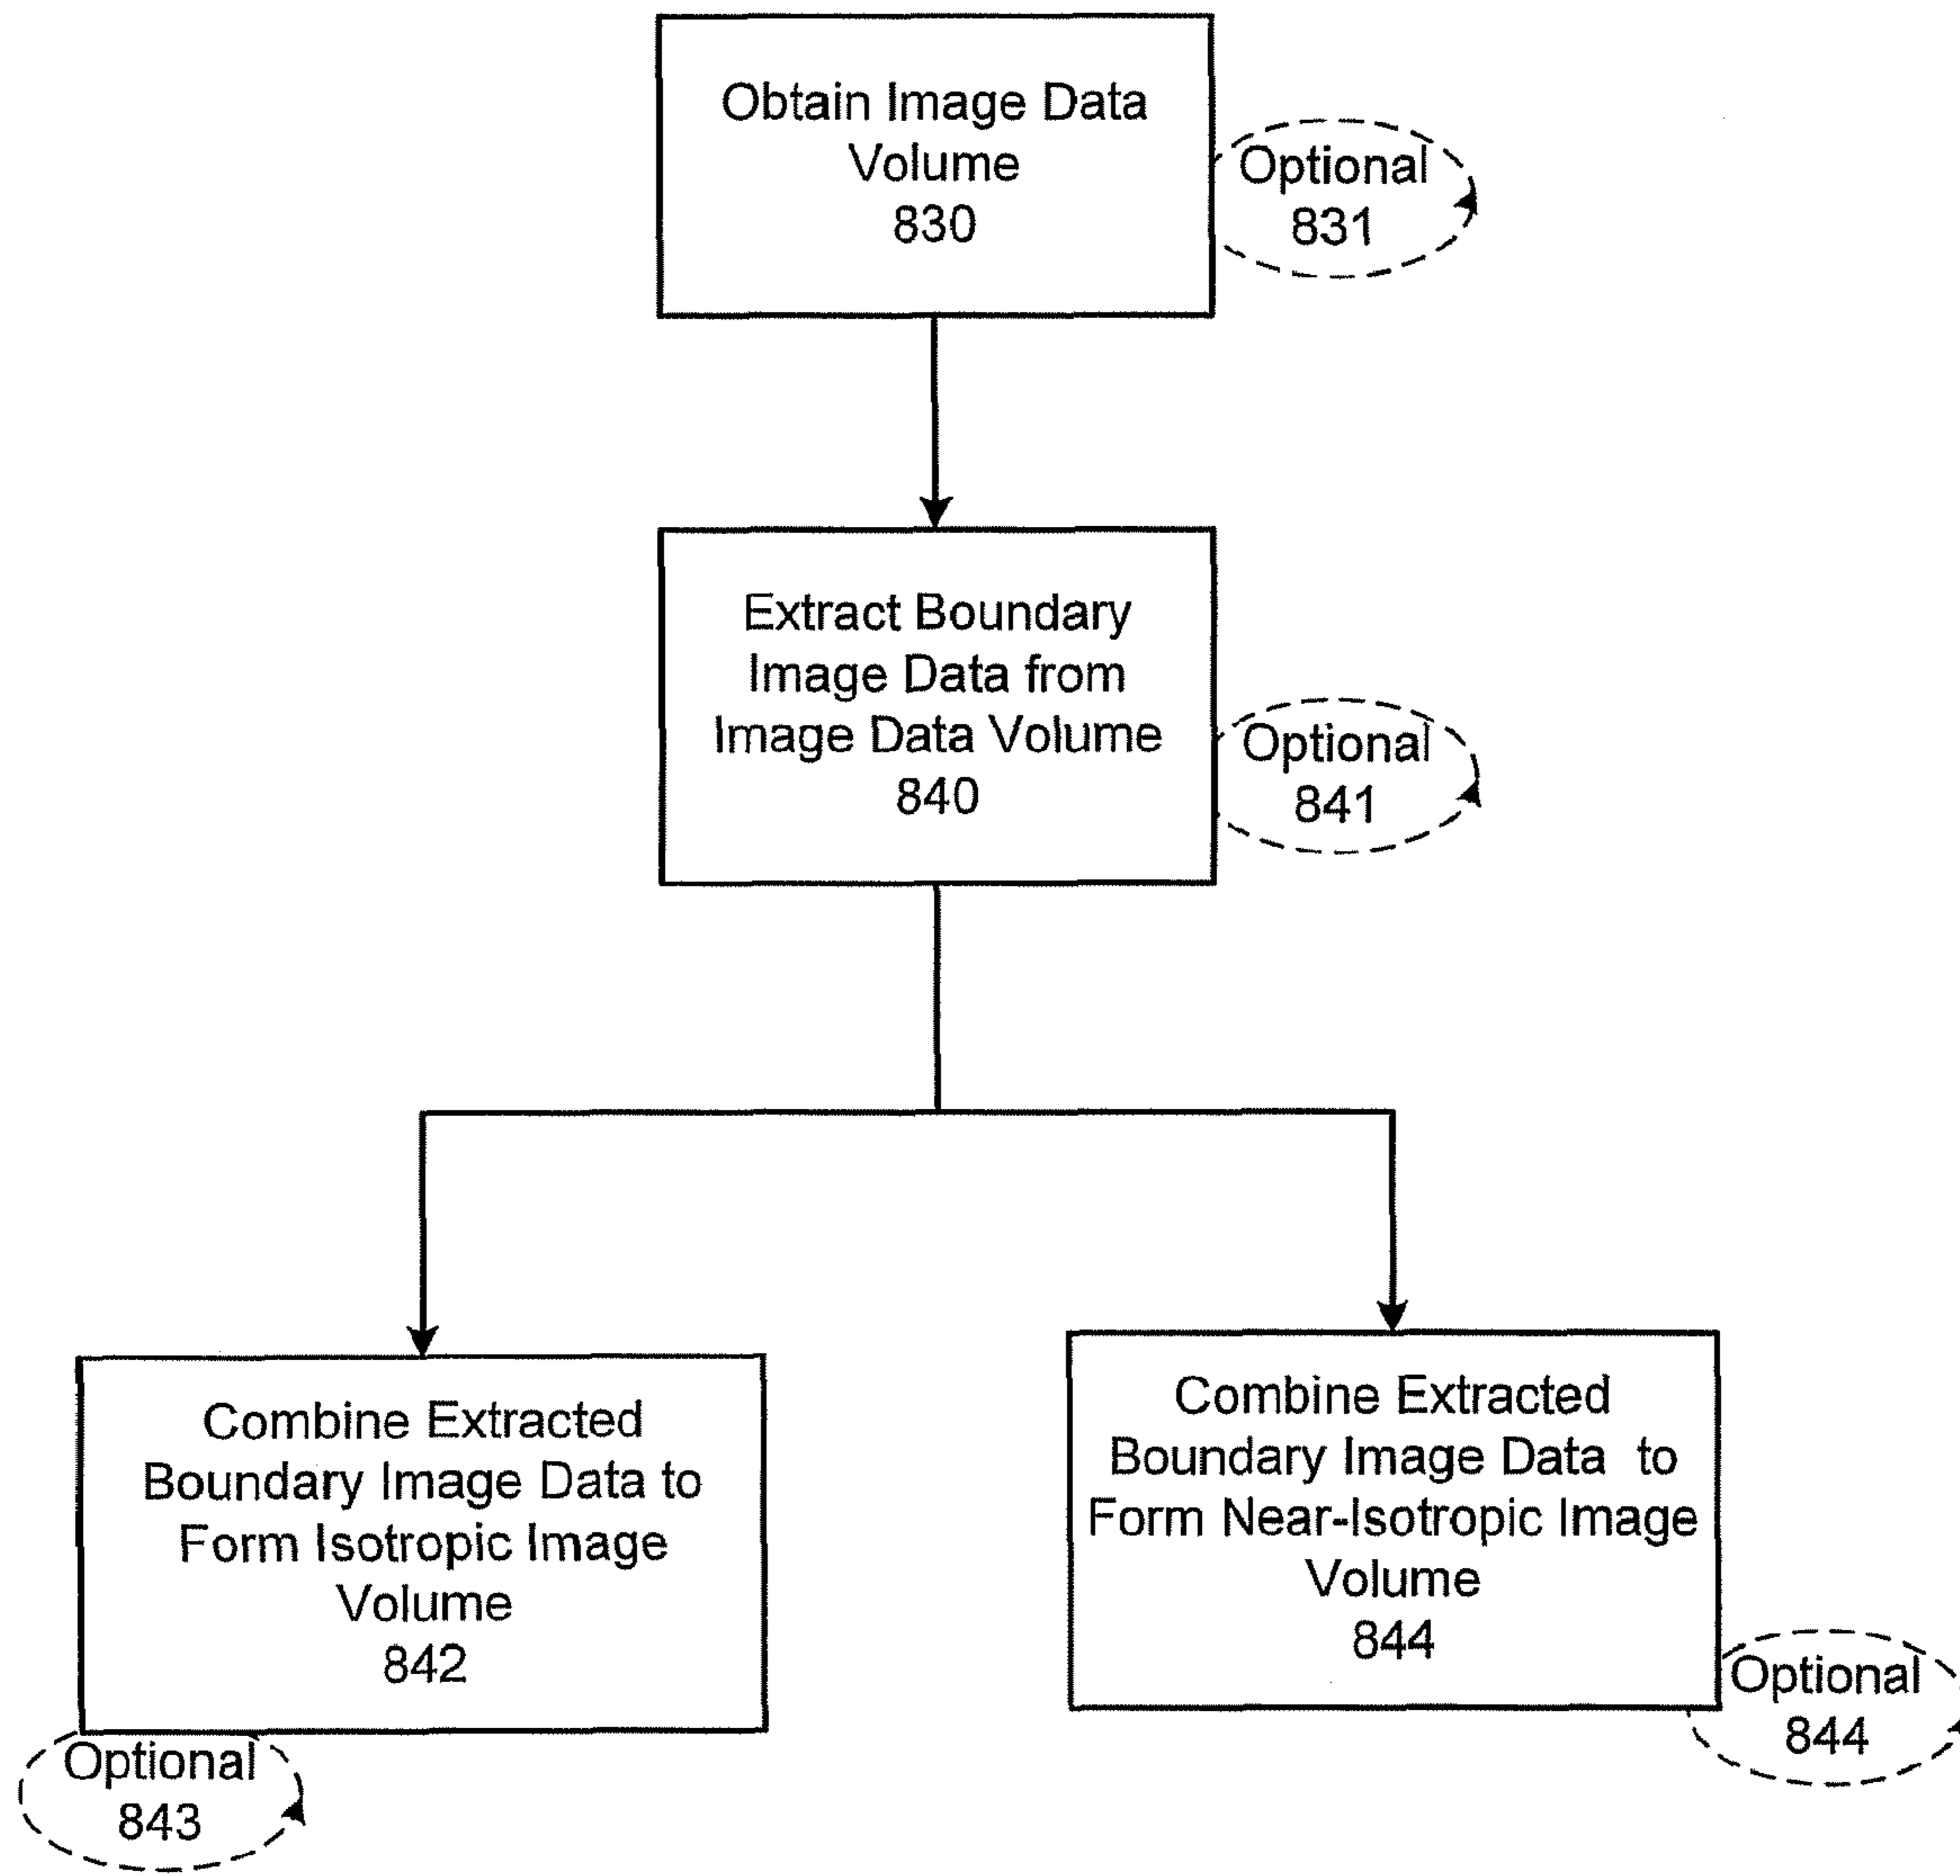 Obtain Image Data
Volume
830
Optional
831
Extract Boundary
Image Data from
Image Data Volume
840
Optional
841
Combine Extracted
Boundary Image Data to
Form Isotropic Image
Volume
842
Optional
843
Combine Extracted
Boundary Image Data to
Form Near-Isotropic Image
Volume
844
Optional
844